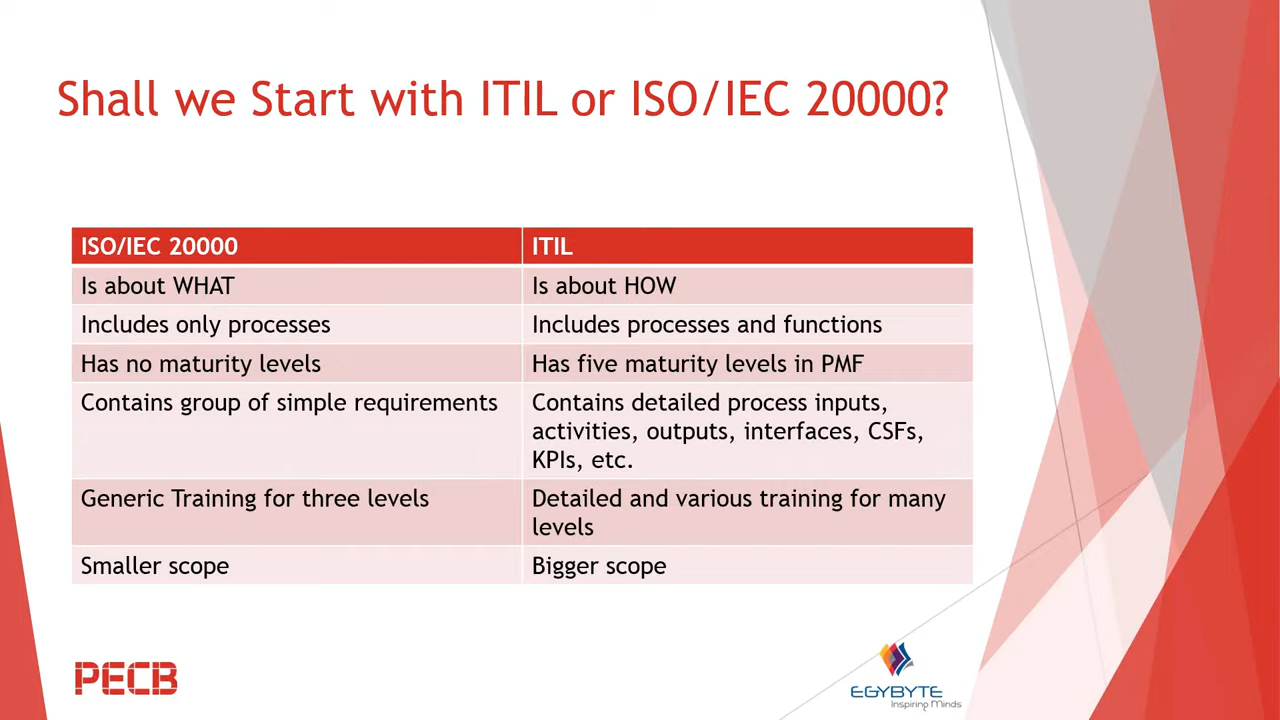 Shall we Start with ITIL or ISO/IEC 20000?
ISO/IEC 20000
ITIL
Is about WHAT
Is about HOW
Includes only processes
Includes processes and functions
Has no maturity levels
Has five maturity levels in PMF
Contains group of simple requirements
Contains detailed process inputs,
activities, outputs, interfaces, CSFs,
KPIs, etc.
Generic Training for three levels
Detailed and various training for many
levels
Smaller scope
Bigger scope
PECB
EGYBYTE
Inspiring Minds